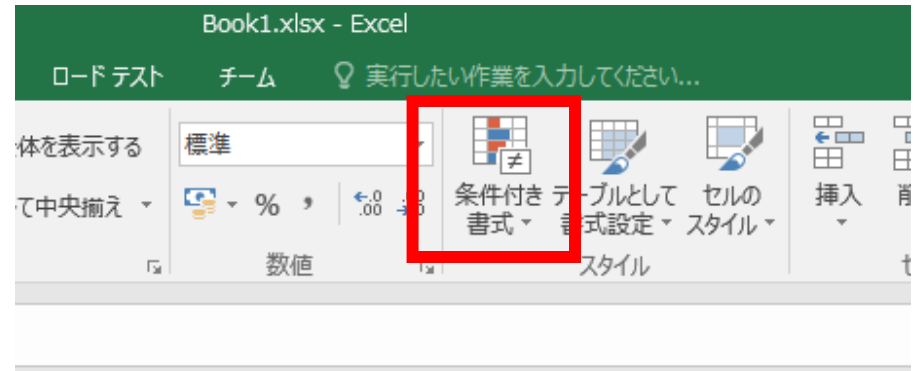 Book1.xlsx - Excel
ロード テスト チーム 実行したい作業を入力してください...
体を表示する 標準
て中央揃え % , .00
条件付き書式 テーブルとして書式設定 セルのスタイル 挿入
数値 スタイル